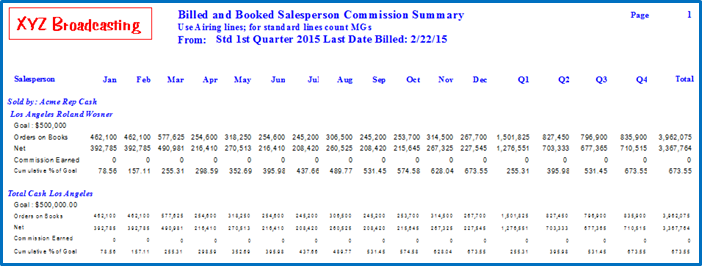 XYZ Broadcasting
Billed and Booked Salesperson Commission Summary Page 1
Use Airing lines; for standard lines count MGs
From: Std 1st Quarter 2015 Last Date Billed: 2/22/15
Salesperson Jan Feb Mar Apr May Jun Jul Aug Sep Oct Nov Dec Q1 Q2 Q3 Q4 Total
Sold by: Acme Rep Cash
Los Angeles Roland Wosner
Goal : $500,000
Orders on Books 462,100 462,100 577,625 254,600 318,250 254,600 245,200 306,500 245,200 253,700 314,500 267,700 1,501,825 827,450 796,900 835,900 3,962,075
Net 392,785 392,785 490,981 216,410 270,513 216,410 208,420 260,525 208,420 215,645 267,325 227,545 1,276,551 703,333 677,365 710,515 3,367,764
Commission Earned 0 0 0 0 0 0 0 0 0 0 0 0 0 0 0 0 0
Cumulative % of Goal 78.56 157.11 255.31 298.59 352.69 395.98 437.66 489.77 531.45 574.58 628.04 673.55 255.31 395.98 531.45 673.55 673.55
Total Cash Los Angeles
Goal : $500,000.00
Orders on Books 462,100 462,100 577,625 254,600 318,250 254,600 245,200 306,500 245,200 253,700 314,500 267,700 1,501,825 827,450 796,900 835,900 3,962,075
Net 392,785 392,785 490,981 216,410 270,513 216,410 208,420 260,525 208,420 215,645 267,325 227,545 1,276,551 703,333 677,365 710,515 3,367,764
Commission Earned 0 0 0 0 0 0 0 0 0 0 0 0 0 0 0 0 0
Cumulative % of Goal 78.56 157.11 255.31 298.59 352.69 395.98 437.66 489.77 531.45 574.58 628.04 673.55 255.31 395.98 531.45 673.55 673.55